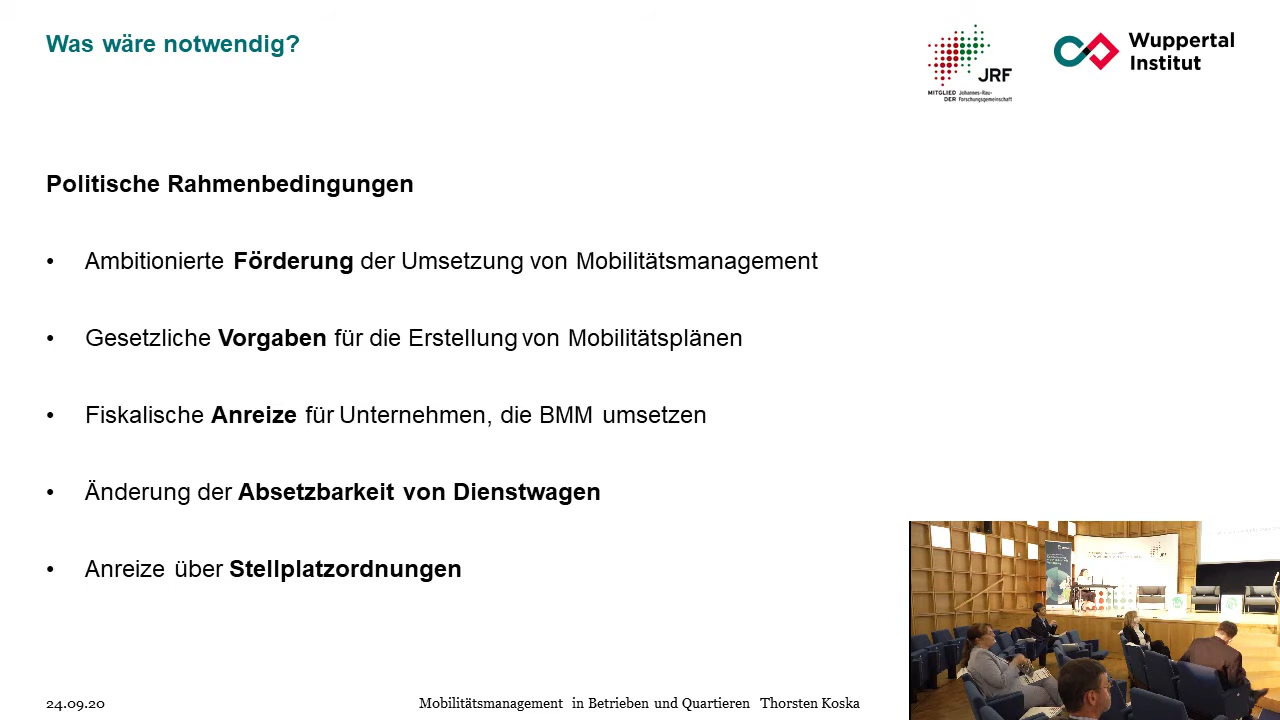 Was wäre notwendig?
JRF
MITGLIED Johannes-Rau-
DER Forschungsgemeinschaft
Wuppertal
Institut
Politische Rahmenbedingungen
• Ambitionierte Förderung der Umsetzung von Mobilitätsmanagement
• Gesetzliche Vorgaben für die Erstellung von Mobilitätsplänen
• Fiskalische Anreize für Unternehmen, die BMM umsetzen
• Änderung der Absetzbarkeit von Dienstwagen
• Anreize über Stellplatzordnungen
24.09.20
Mobilitätsmanagement in Betrieben und Quartieren Thorsten Koska